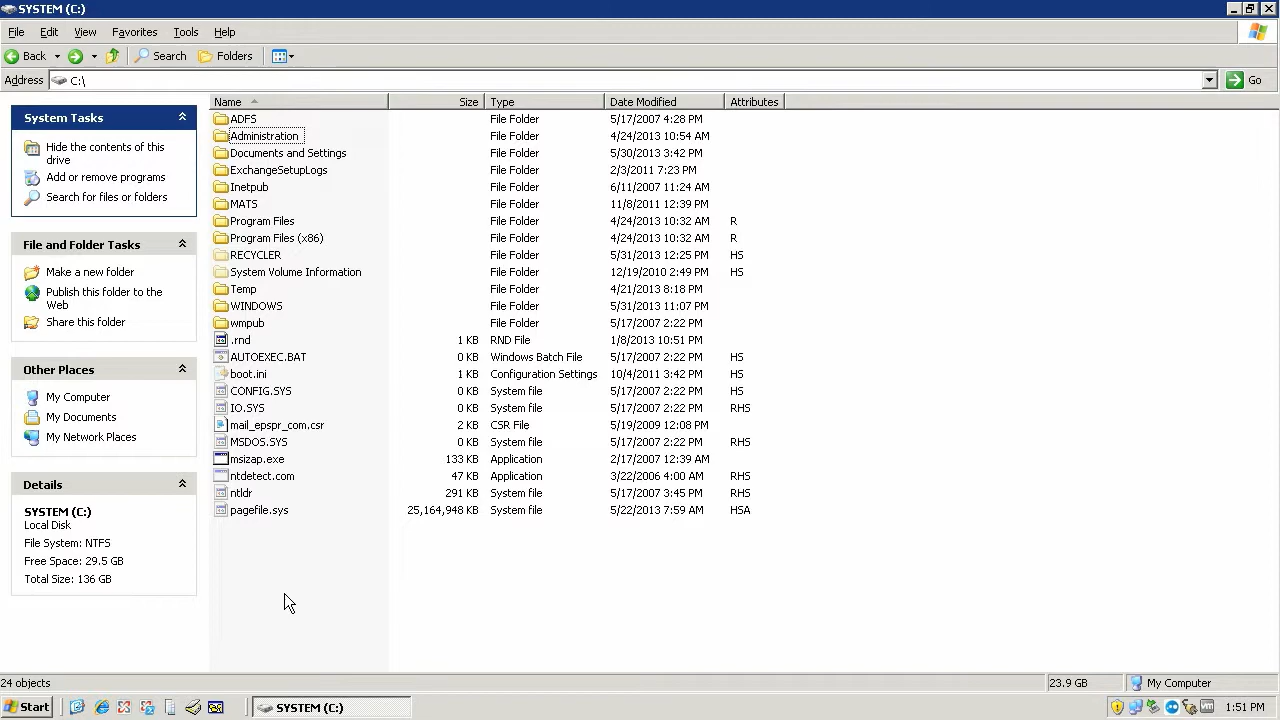 SYSTEM (C:)
File Edit View Favorites Tools Help
Back Search Folders
Address C:\ Go
System Tasks
Hide the contents of this
drive
Add or remove programs
Search for files or folders
File and Folder Tasks
Make a new folder
Publish this folder to the
Web
Share this folder
Other Places
My Computer
My Documents
My Network Places
Details
SYSTEM (C:)
Local Disk
File System: NTFS
Free Space: 29.5 GB
Total Size: 136 GB
Name Size Type Date Modified Attributes
ADFS File Folder 5/17/2007 4:28 PM
Administration File Folder 4/24/2013 10:54 AM
Documents and Settings File Folder 5/30/2013 3:42 PM
ExchangeSetupLogs File Folder 2/3/2011 7:23 PM
Inetpub File Folder 6/11/2007 11:24 AM
MATS File Folder 11/8/2011 12:39 PM
Program Files File Folder 4/24/2013 10:32 AM R
Program Files (x86) File Folder 4/24/2013 10:32 AM R
RECYCLER File Folder 5/31/2013 12:25 PM HS
System Volume Information File Folder 12/19/2010 2:49 PM HS
Temp File Folder 4/21/2013 8:18 PM
WINDOWS File Folder 5/31/2013 11:07 PM
wmpub File Folder 5/17/2007 2:22 PM
.rnd 1 KB RND File 1/8/2013 10:51 PM
AUTOEXEC.BAT 0 KB Windows Batch File 5/17/2007 2:22 PM HS
boot.ini 1 KB Configuration Settings 10/4/2011 3:42 PM HS
CONFIG.SYS 0 KB System file 5/17/2007 2:22 PM HS
IO.SYS 0 KB System file 5/17/2007 2:22 PM RHS
mail_epspr_com.csr 2 KB CSR File 5/19/2009 12:08 PM
MSDOS.SYS 0 KB System file 5/17/2007 2:22 PM RHS
msizap.exe 133 KB Application 2/17/2007 12:39 AM
ntdetect.com 47 KB Application 3/22/2006 4:00 AM RHS
ntldr 291 KB System file 5/17/2007 3:45 PM RHS
pagefile.sys 25,164,948 KB System file 5/22/2013 7:59 AM HSA
24 objects 23.9 GB My Computer
Start SYSTEM (C:) 1:51 PM